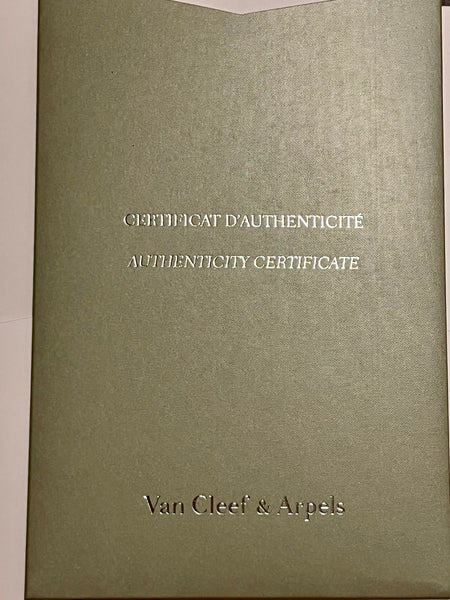 CERTIFICAT D'AUTHENTICITÉ
AUTHENTICITY CERTIFICATE
Van Cleef & Arpels